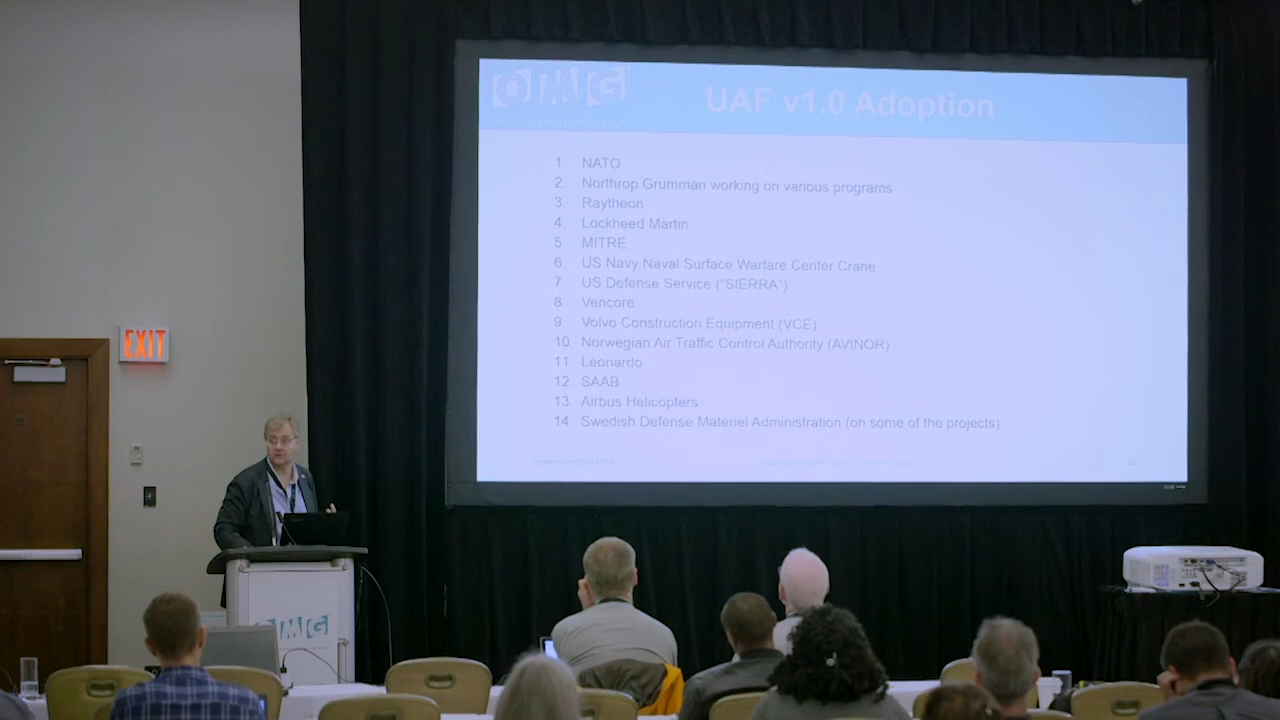 OMG
UAF v1.0 Adoption
1. NATO
2. Northrop Grumman working on various programs
3. Raytheon
4. Lockheed Martin
5. MITRE
6. US Navy Naval Surface Warfare Center Crane
7. US Defense Service ("SIERRA")
8. Vencore
9. Volvo Construction Equipment (VCE)
10. Norwegian Air Traffic Control Authority (AVINOR)
11. Leonardo
12. SAAB
13. Airbus Helicopters
14. Swedish Defense Materiel Administration (on some of the projects)
EXIT
OMG